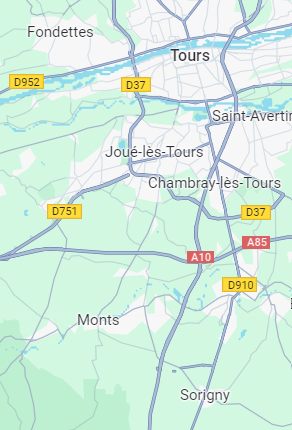 Fondettes
Tours
D952
D37
Saint-Avertin
Joué-lès-Tours
Chambray-lès-Tours
D751
D37
A85
A10
D910
Monts
Sorigny